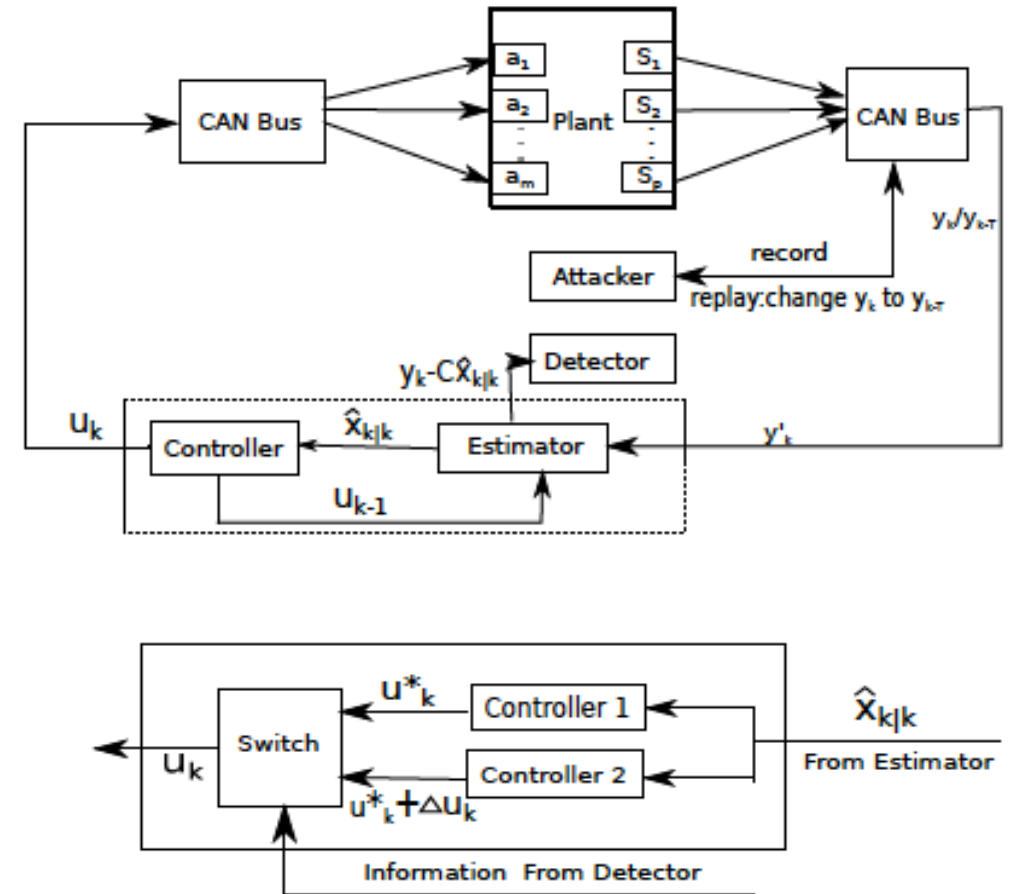 a₁
S₁
CAN Bus
a₂
Plant
S₂
CAN Bus
aₘ
Sₚ
yₖ/yₖ₋T
record
Attacker
replay:change yₖ to yₖ₋T
Detector
yₖ-Cx̂ₖ|ₖ
uₖ
Controller
x̂ₖ|ₖ
Estimator
y'ₖ
uₖ₋₁
u*ₖ
Controller 1
x̂ₖ|ₖ
Switch
uₖ
Controller 2
From Estimator
u*ₖ+△uₖ
Information From Detector